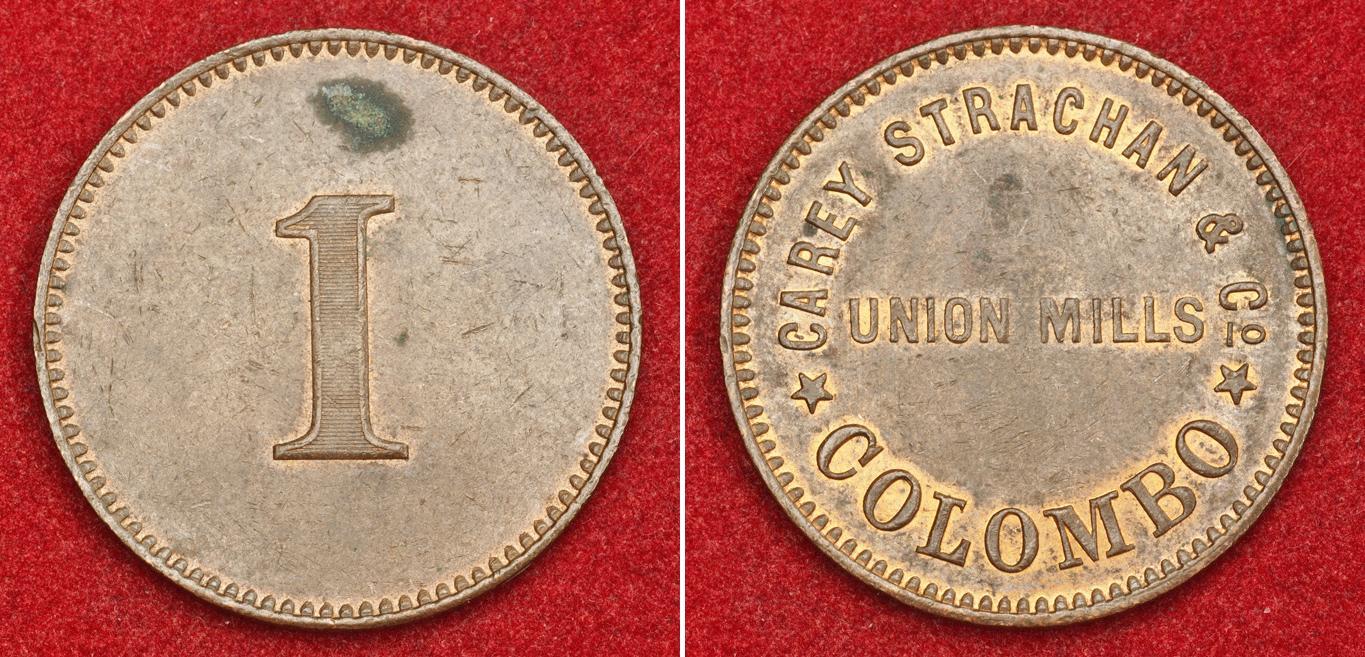 1
CAREY STRACHAN & Co
UNION MILLS
COLOMBO